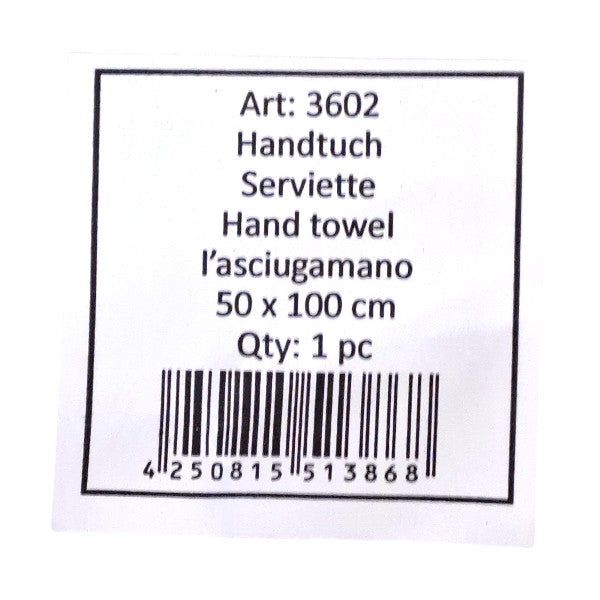 Art: 3602
Handtuch
Serviette
Hand towel
l'asciugamano
50 x 100 cm
Qty: 1 pc
4 250815 513868